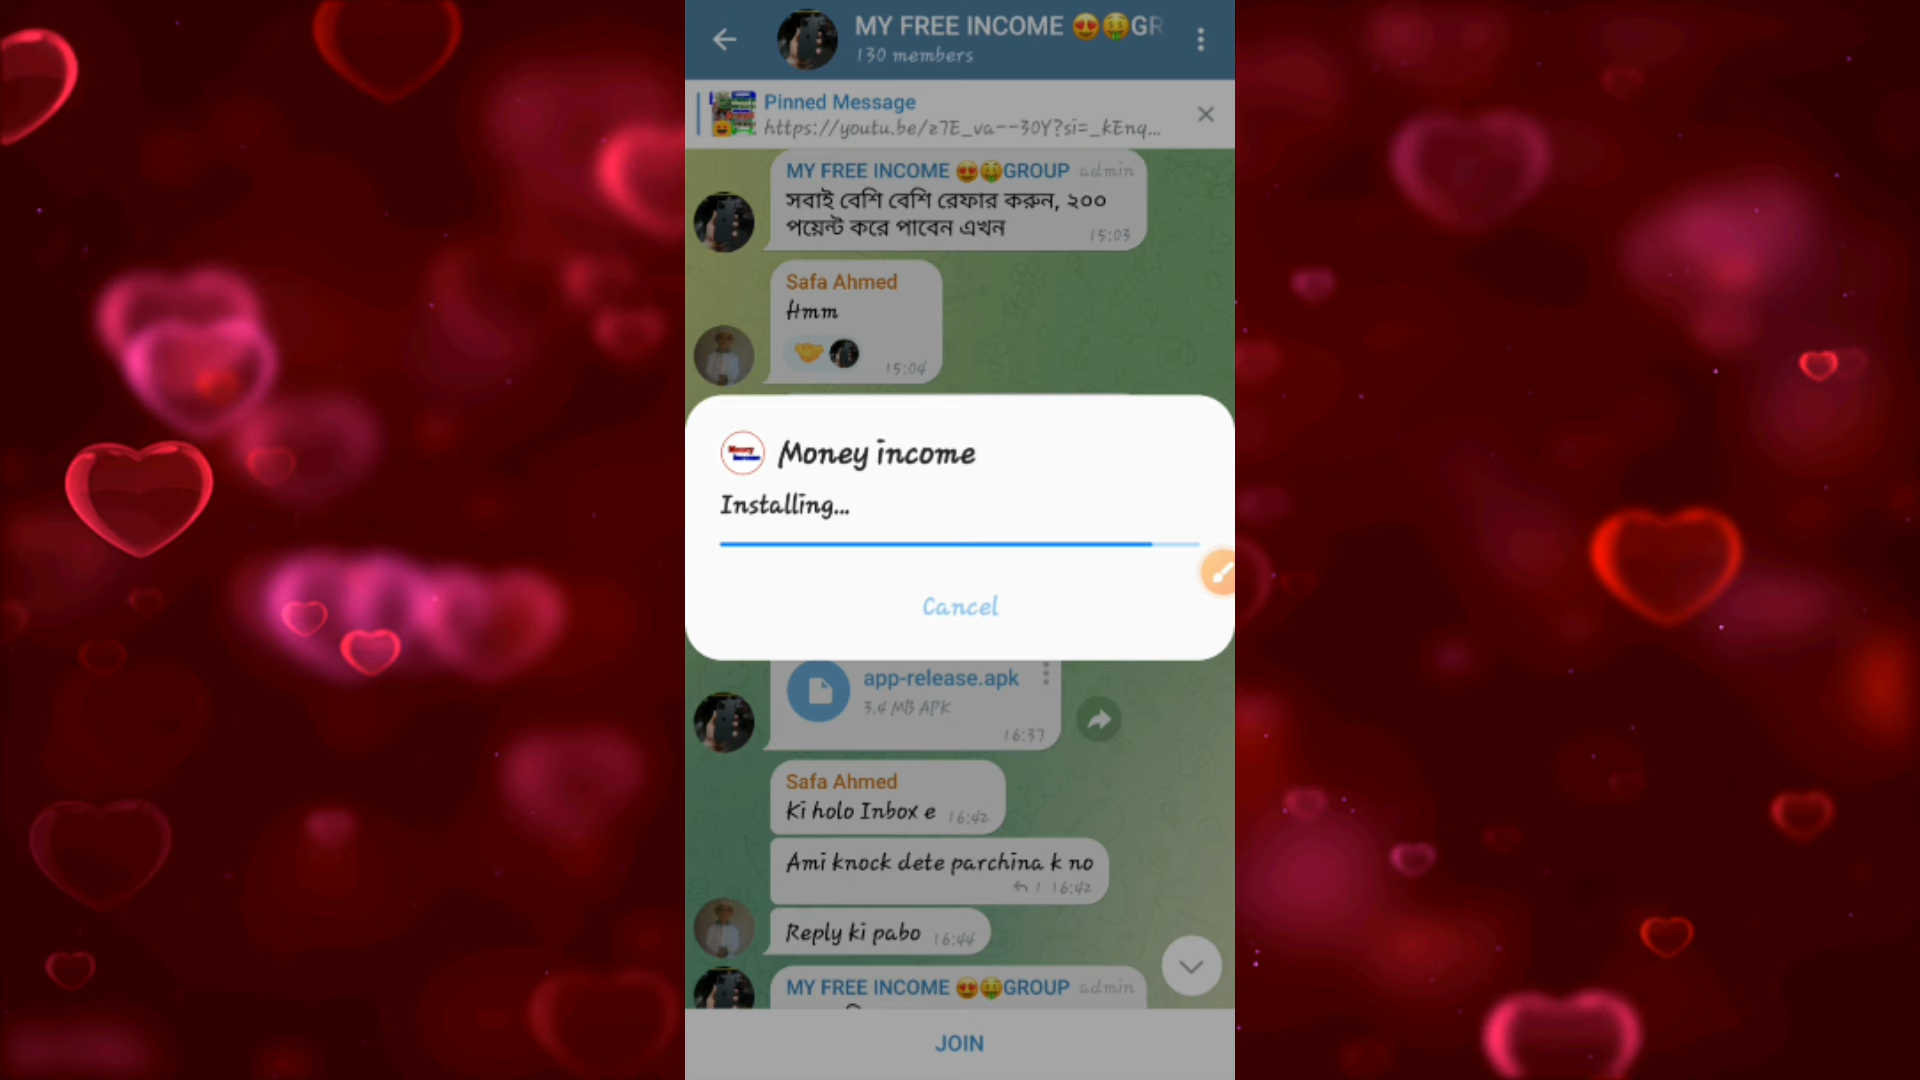 MY FREE INCOME 😍🤑GR
130 members
Pinned Message
https://youtu.be/z7E_va--30Y?si=_kEnq...
MY FREE INCOME 😍🤑GROUP admin
সবাই বেশি বেশি রেফার করুন, ২০০
পয়েন্ট করে পাবেন এখন
15:03
Safa Ahmed
Hmm
15:04
Money income
Installing...
Cancel
app-release.apk
3.4 MB APK
16:37
Safa Ahmed
Ki holo Inbox e 16:42
Ami knock dete parchina k no
1 16:42
Reply ki pabo 16:44
MY FREE INCOME 😍🤑GROUP admin
JOIN